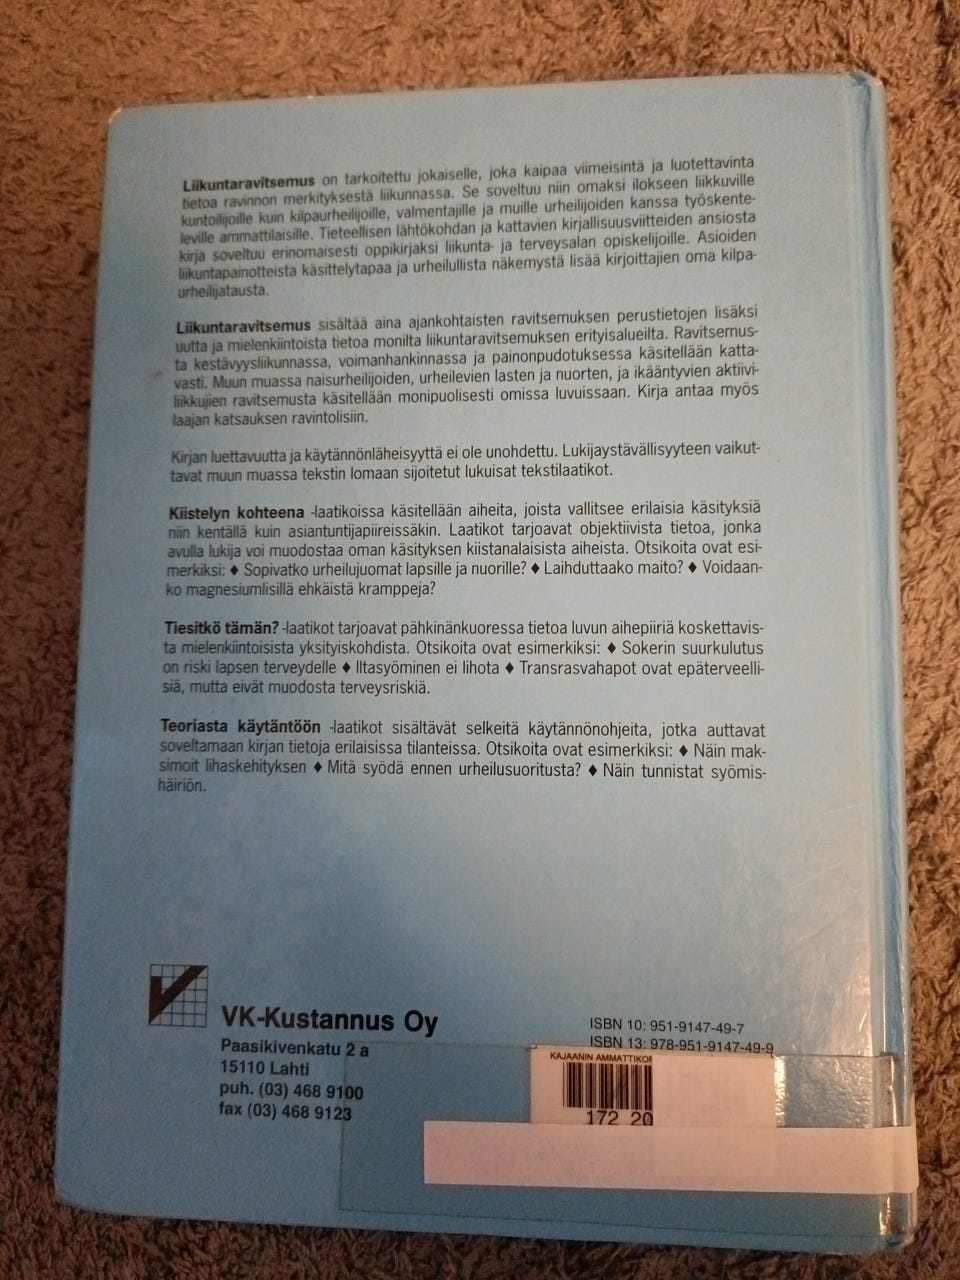 Liikuntaravitsemus on tarkoitettu jokaiselle, joka kaipaa viimeisintä ja luotettavinta
tietoa ravinnon merkityksestä liikunnassa. Se soveltuu niin omaksi ilokseen liikkuville
kuntoilijoille kuin kilpaurheilijoille, valmentajille ja muille urheilijoiden kanssa työskente-
leville ammattilaisille. Tieteellisen lähtökohdan ja kattavien kirjallisuusviitteiden ansiosta
kirja soveltuu erinomaisesti oppikirjaksi liikunta- ja terveysalan opiskelijoille. Asioiden
liikuntapainotteista käsittelytapaa ja urheilullista näkemystä lisää kirjoittajien oma kilpa-
urheilijatausta.
Liikuntaravitsemus sisältää aina ajankohtaisten ravitsemuksen perustietojen lisäksi
uutta ja mielenkiintoista tietoa monilta liikuntaravitsemuksen erityisalueilta. Ravitsemus-
ta kestävyysliikunnassa, voimanhankinnassa ja painonpudotuksessa käsitellään katta-
vasti. Muun muassa naisurheilijoiden, urheilevien lasten ja nuorten, ja ikääntyvien aktiivi-
liikkujien ravitsemusta käsitellään monipuolisesti omissa luvuissaan. Kirja antaa myös
laajan katsauksen ravintolisiin.
Kirjan luettavuutta ja käytännönläheisyyttä ei ole unohdettu. Lukijaystävällisyyteen vaikut-
tavat muun muassa tekstin lomaan sijoitetut lukuisat tekstilaatikot.
Kiistelyn kohteena -laatikoissa käsitellään aiheita, joista vallitsee erilaisia käsityksiä
niin kentällä kuin asiantuntijapiireissäkin. Laatikot tarjoavat objektiivista tietoa, jonka
avulla lukija voi muodostaa oman käsityksen kiistanalaisista aiheista. Otsikoita ovat esi-
merkiksi: ♦ Sopivatko urheilujuomat lapsille ja nuorille? ♦ Laihduttaako maito? ♦ Voidaan-
ko magnesiumlisillä ehkäistä kramppeja?
Tiesitkö tämän? -laatikot tarjoavat pähkinänkuoressa tietoa luvun aihepiiriä koskettavis-
ta mielenkiintoisista yksityiskohdista. Otsikoita ovat esimerkiksi: ♦ Sokerin suurkulutus
on riski lapsen terveydelle ♦ Iltasyöminen ei lihota ♦ Transrasvahapot ovat epäterveelli-
siä, mutta eivät muodosta terveysriskiä.
Teoriasta käytäntöön -laatikot sisältävät selkeitä käytännönohjeita, jotka auttavat
soveltamaan kirjan tietoja erilaisissa tilanteissa. Otsikoita ovat esimerkiksi: ♦ Näin mak-
simoit lihaskehityksen ♦ Mitä syödä ennen urheilusuoritusta? ♦ Näin tunnistat syömis-
häiriön.
VK-Kustannus Oy
Paasikivenkatu 2 a
15110 Lahti
puh. (03) 468 9100
fax (03) 468 9123
ISBN 10: 951-9147-49-7
ISBN 13: 978-951-9147-49-9
KAJAANIN AMMATTIKOR
172 20